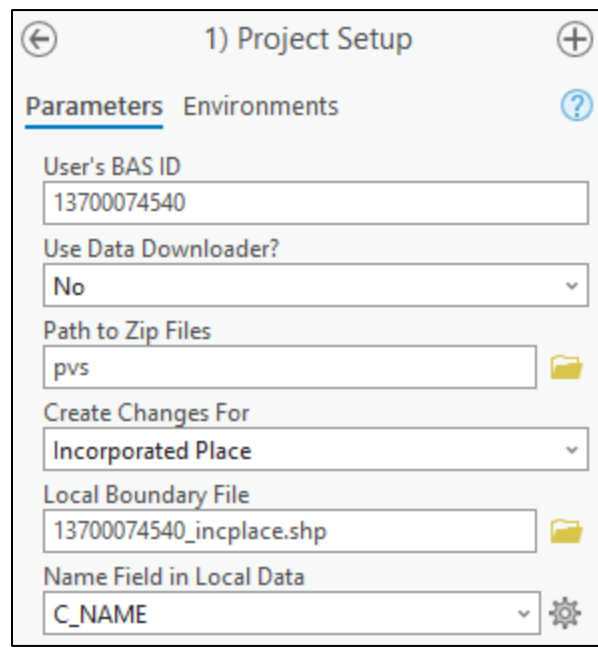 1) Project Setup
Parameters Environments
User's BAS ID
13700074540
Use Data Downloader?
No
Path to Zip Files
pvs
Create Changes For
Incorporated Place
Local Boundary File
13700074540_incplace.shp
Name Field in Local Data
C_NAME